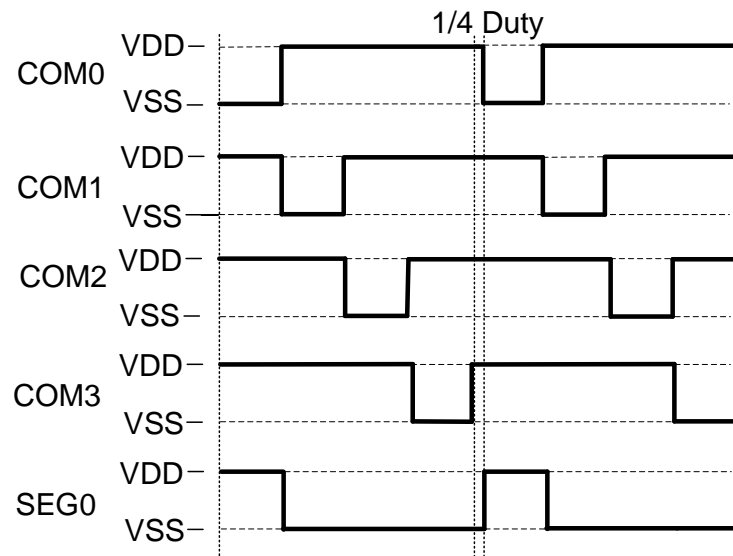 1/4 Duty
VDD
COM0
VSS
VDD
COM1
VSS
VDD
COM2
VSS
VDD
COM3
VSS
VDD
SEG0
VSS